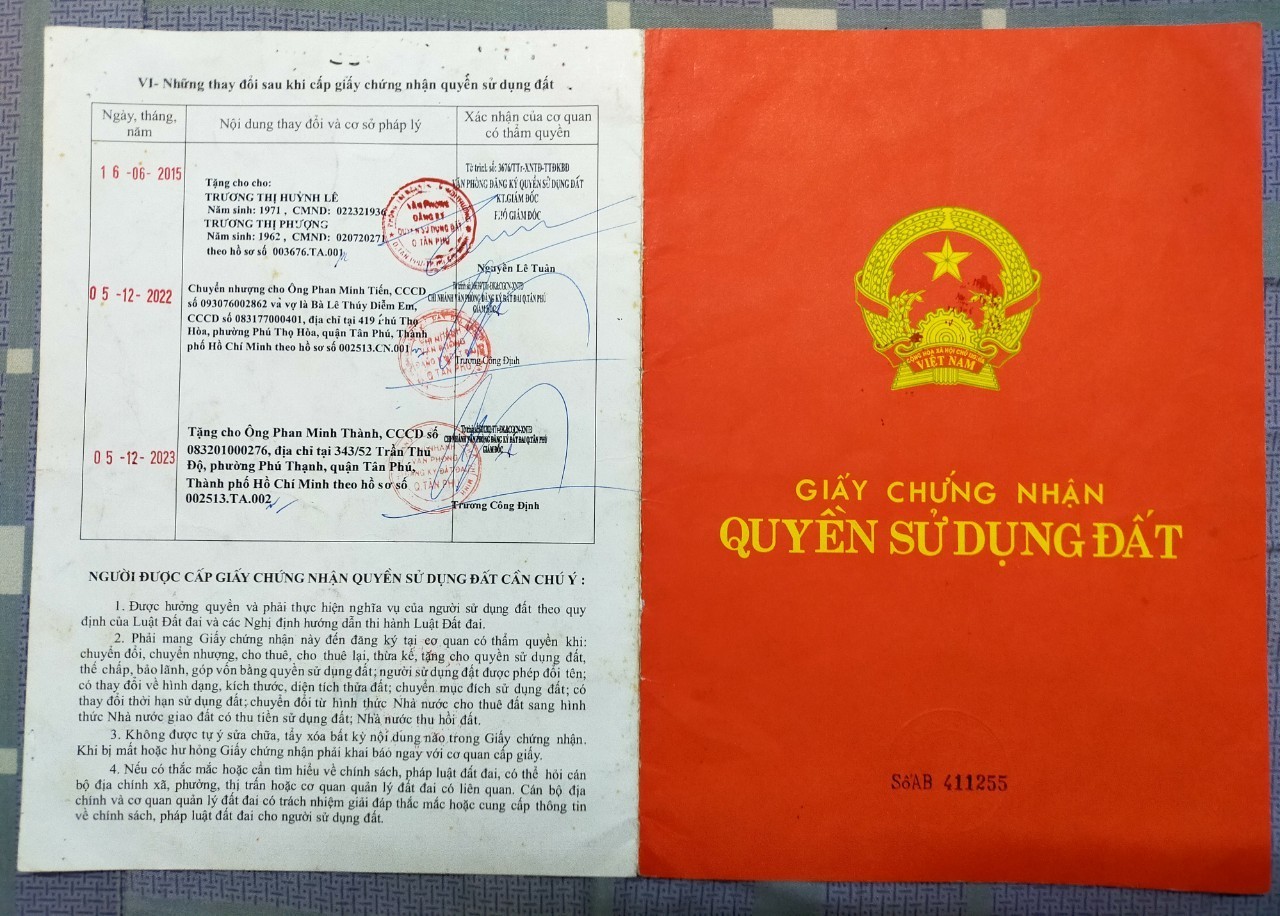 VI- Những thay đổi sau khi cấp giấy chứng nhận quyền sử dụng đất
Ngày, tháng,
năm
Nội dung thay đổi và cơ sở pháp lý
Xác nhận của cơ quan
có thẩm quyền
16-06-2015
Tặng cho cho:
TRƯƠNG THỊ HUỲNH LÊ
Năm sinh: 1971 , CMND: 022321936
TRƯƠNG THỊ PHƯỢNG
Năm sinh: 1962 , CMND: 020720271
theo hồ sơ số 003676.TA.001
Tờ trình số: 3676/TTr-XNTĐ-TTĐKBĐ
VĂN PHÒNG ĐĂNG KÝ QUYỀN SỬ DỤNG ĐẤT
KT.GIÁM ĐỐC
PHÓ GIÁM ĐỐC
VĂN PHÒNG
ĐĂNG KÝ
QUYỀN SỬ DỤNG ĐẤT
Q.TÂN PHÚ
Nguyễn Lê Tuân
05-12-2022
Chuyển nhượng cho Ông Phan Minh Tiến, CCCD
số 093076002862 và vợ là Bà Lê Thúy Diễm Em,
CCCD số 083177000401, địa chỉ tại 419 Phú Thọ
Hòa, phường Phú Thọ Hòa, quận Tân Phú, Thành
phố Hồ Chí Minh theo hồ sơ số 002513.CN.001
CHI NHÁNH VĂN PHÒNG ĐĂNG KÝ ĐẤT ĐAI Q.TÂN PHÚ
GIÁM ĐỐC
Q.TÂN PHÚ
Trương Công Định
05-12-2023
Tặng cho Ông Phan Minh Thành, CCCD số
083201000276, địa chỉ tại 343/52 Trần Thủ
Độ, phường Phú Thạnh, quận Tân Phú,
Thành phố Hồ Chí Minh theo hồ sơ số
002513.TA.002
CHI NHÁNH VĂN PHÒNG ĐĂNG KÝ ĐẤT ĐAI Q.TÂN PHÚ
GIÁM ĐỐC
CHI NHÁNH
VĂN PHÒNG
ĐĂNG KÝ ĐẤT ĐAI
Q.TÂN PHÚ
Trương Công Định
NGƯỜI ĐƯỢC CẤP GIẤY CHỨNG NHẬN QUYỀN SỬ DỤNG ĐẤT CẦN CHÚ Ý :
1. Được hưởng quyền và phải thực hiện nghĩa vụ của người sử dụng đất theo quy
định của Luật Đất đai và các Nghị định hướng dẫn thi hành Luật Đất đai.
2. Phải mang Giấy chứng nhận này đến đăng ký tại cơ quan có thẩm quyền khi:
chuyển đổi, chuyển nhượng, cho thuê, cho thuê lại, thừa kế, tặng cho quyền sử dụng đất,
thế chấp, bảo lãnh, góp vốn bằng quyền sử dụng đất; người sử dụng đất được phép đổi tên;
có thay đổi về hình dạng, kích thước, diện tích thửa đất; chuyển mục đích sử dụng đất; có
thay đổi thời hạn sử dụng đất; chuyển đổi từ hình thức Nhà nước cho thuê đất sang hình
thức Nhà nước giao đất có thu tiền sử dụng đất; Nhà nước thu hồi đất.
3. Không được tự ý sửa chữa, tẩy xóa bất kỳ nội dung nào trong Giấy chứng nhận.
Khi bị mất hoặc hư hỏng Giấy chứng nhận phải khai báo ngay với cơ quan cấp giấy.
4. Nếu có thắc mắc hoặc cần tìm hiểu về chính sách, pháp luật đất đai, có thể hỏi cán
bộ địa chính xã, phường, thị trấn hoặc cơ quan quản lý đất đai có liên quan. Cán bộ địa
chính và cơ quan quản lý đất đai có trách nhiệm giải đáp thắc mắc hoặc cung cấp thông tin
về chính sách, pháp luật đất đai cho người sử dụng đất.
CỘNG HÒA XÃ HỘI CHỦ NGHĨA
VIỆT NAM
GIẤY CHỨNG NHẬN
QUYỀN SỬ DỤNG ĐẤT
Số AB 411255